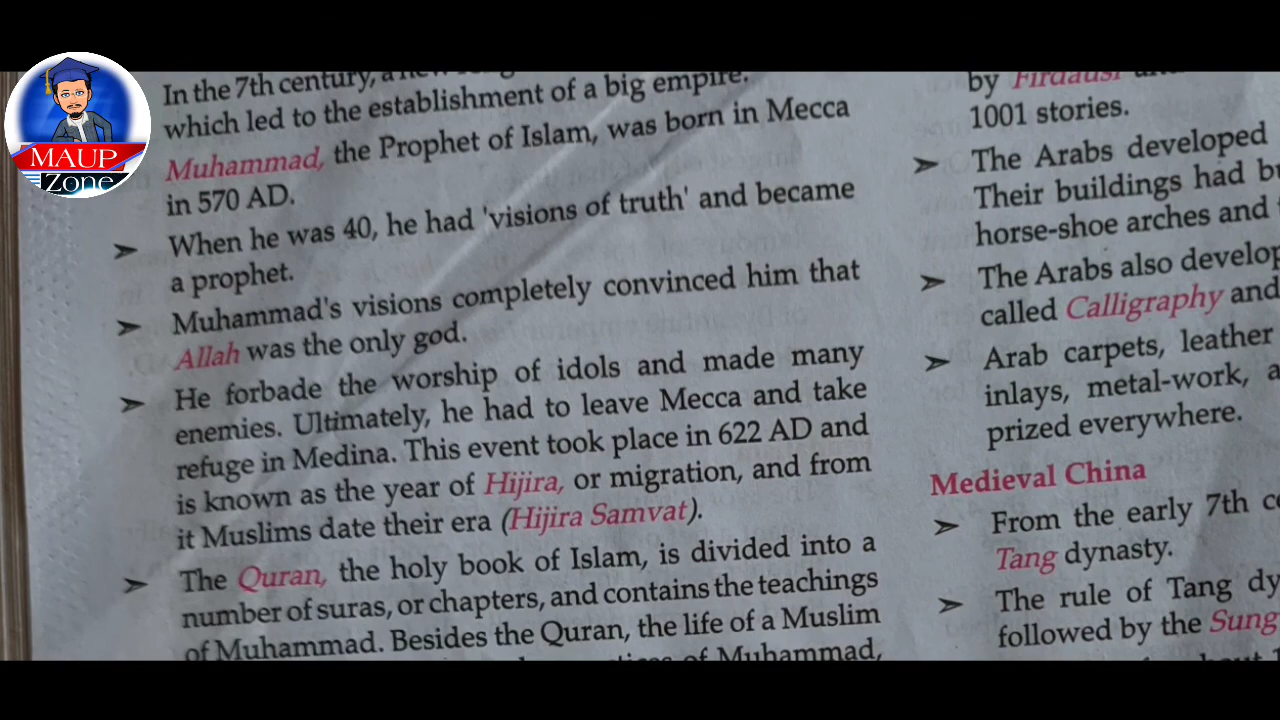 MAUP
Zone
In the 7th century, a new
which led to the establishment of a big empire.
Muhammad, the Prophet of Islam, was born in Mecca
in 570 AD.
➤ When he was 40, he had 'visions of truth' and became
a prophet.
➤ Muhammad's visions completely convinced him that
Allah was the only god.
➤ He forbade the worship of idols and made many
enemies. Ultimately, he had to leave Mecca and take
refuge in Medina. This event took place in 622 AD and
is known as the year of Hijira, or migration, and from
it Muslims date their era (Hijira Samvat).
➤ The Quran, the holy book of Islam, is divided into a
number of suras, or chapters, and contains the teachings
of Muhammad. Besides the Quran, the life of a Muslim
of Muhammad,
by Firdausi
1001 stories.
➤ The Arabs developed
Their buildings had
horse-shoe arches and
➤ The Arabs also
called Calligraphy and
➤ Arab carpets, leather
inlays, metal-work,
prized everywhere.
Medieval China
➤ From the early 7th
Tang dynasty.
➤ The rule of Tang
followed by the Sung